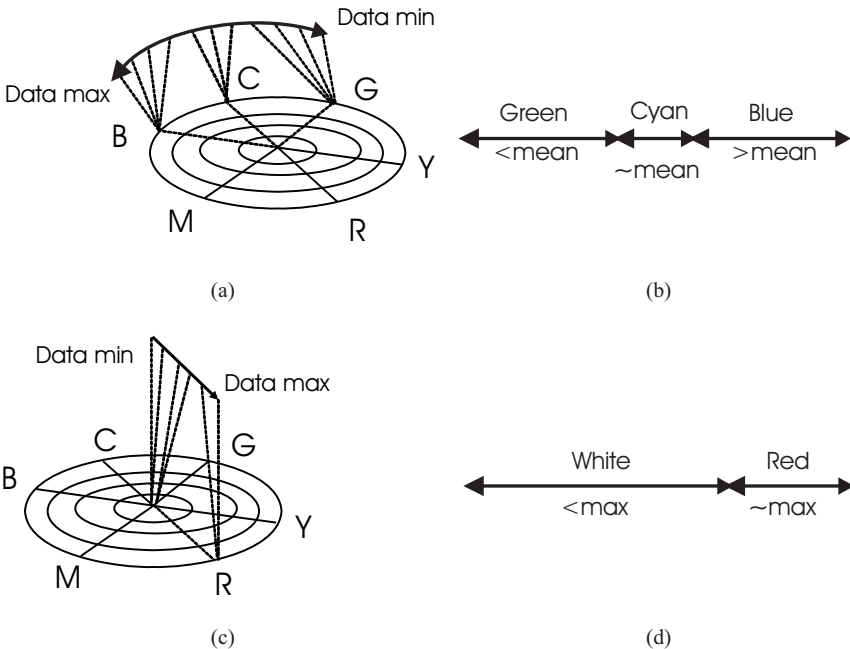 Data min
Data max
C
G
B
Y
M
R
(a)
Green Cyan Blue
<mean ~mean >mean
(b)
Data min
Data max
C
G
B
Y
M
R
(c)
White Red
<max ~max
(d)